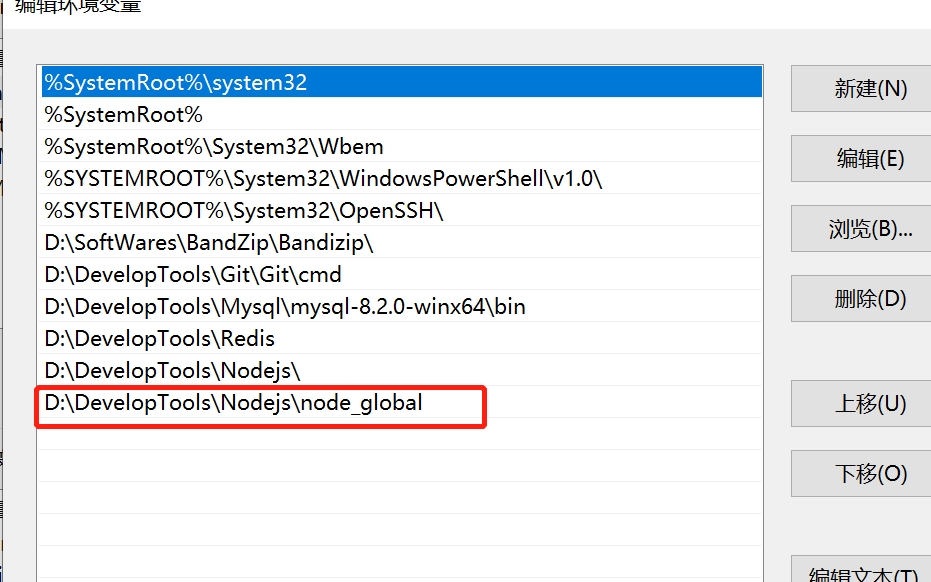 编辑环境变量
%SystemRoot%\system32
%SystemRoot%
%SystemRoot%\System32\Wbem
%SYSTEMROOT%\System32\WindowsPowerShell\v1.0\
%SYSTEMROOT%\System32\OpenSSH\
D:\SoftWares\BandZip\Bandizip\
D:\DevelopTools\Git\Git\cmd
D:\DevelopTools\Mysql\mysql-8.2.0-winx64\bin
D:\DevelopTools\Redis
D:\DevelopTools\Nodejs\
D:\DevelopTools\Nodejs\node_global
新建(N)
编辑(E)
浏览(B)...
删除(D)
上移(U)
下移(O)
编辑文本(T)